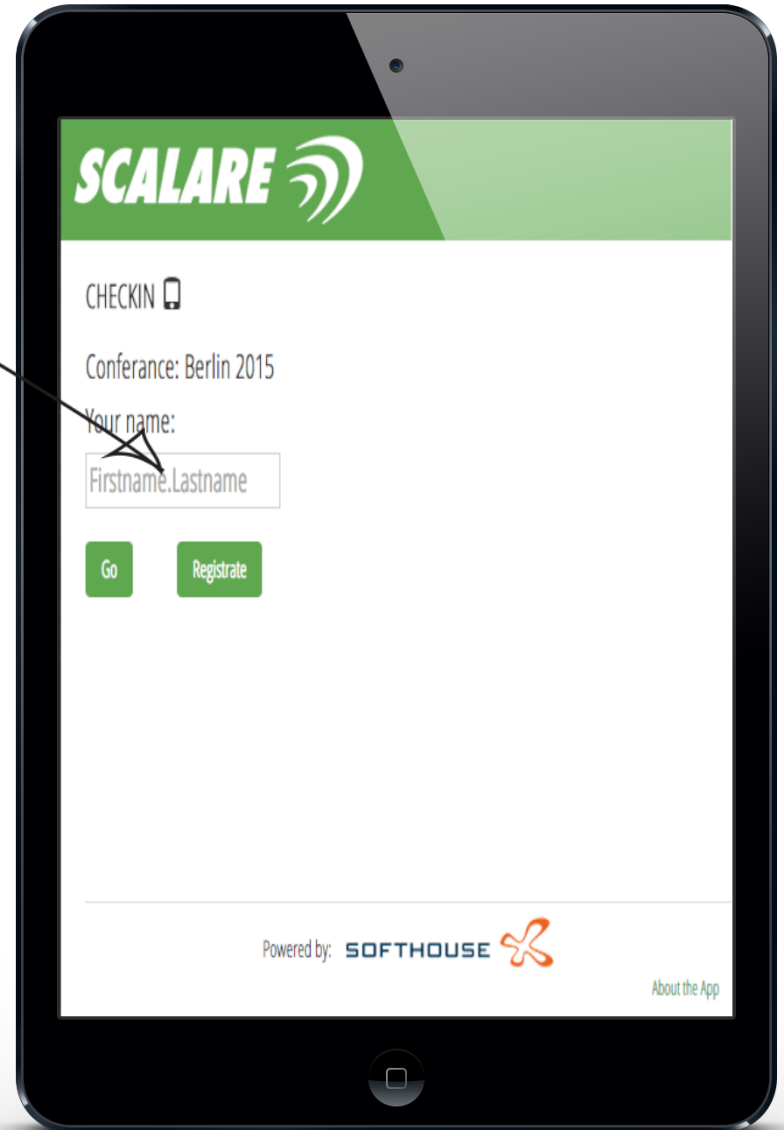 SCALARE
CHECKIN
Conferance: Berlin 2015
Your name:
Firstname.Lastname
Go Registrate
Powered by: SOFTHOUSE
About the App